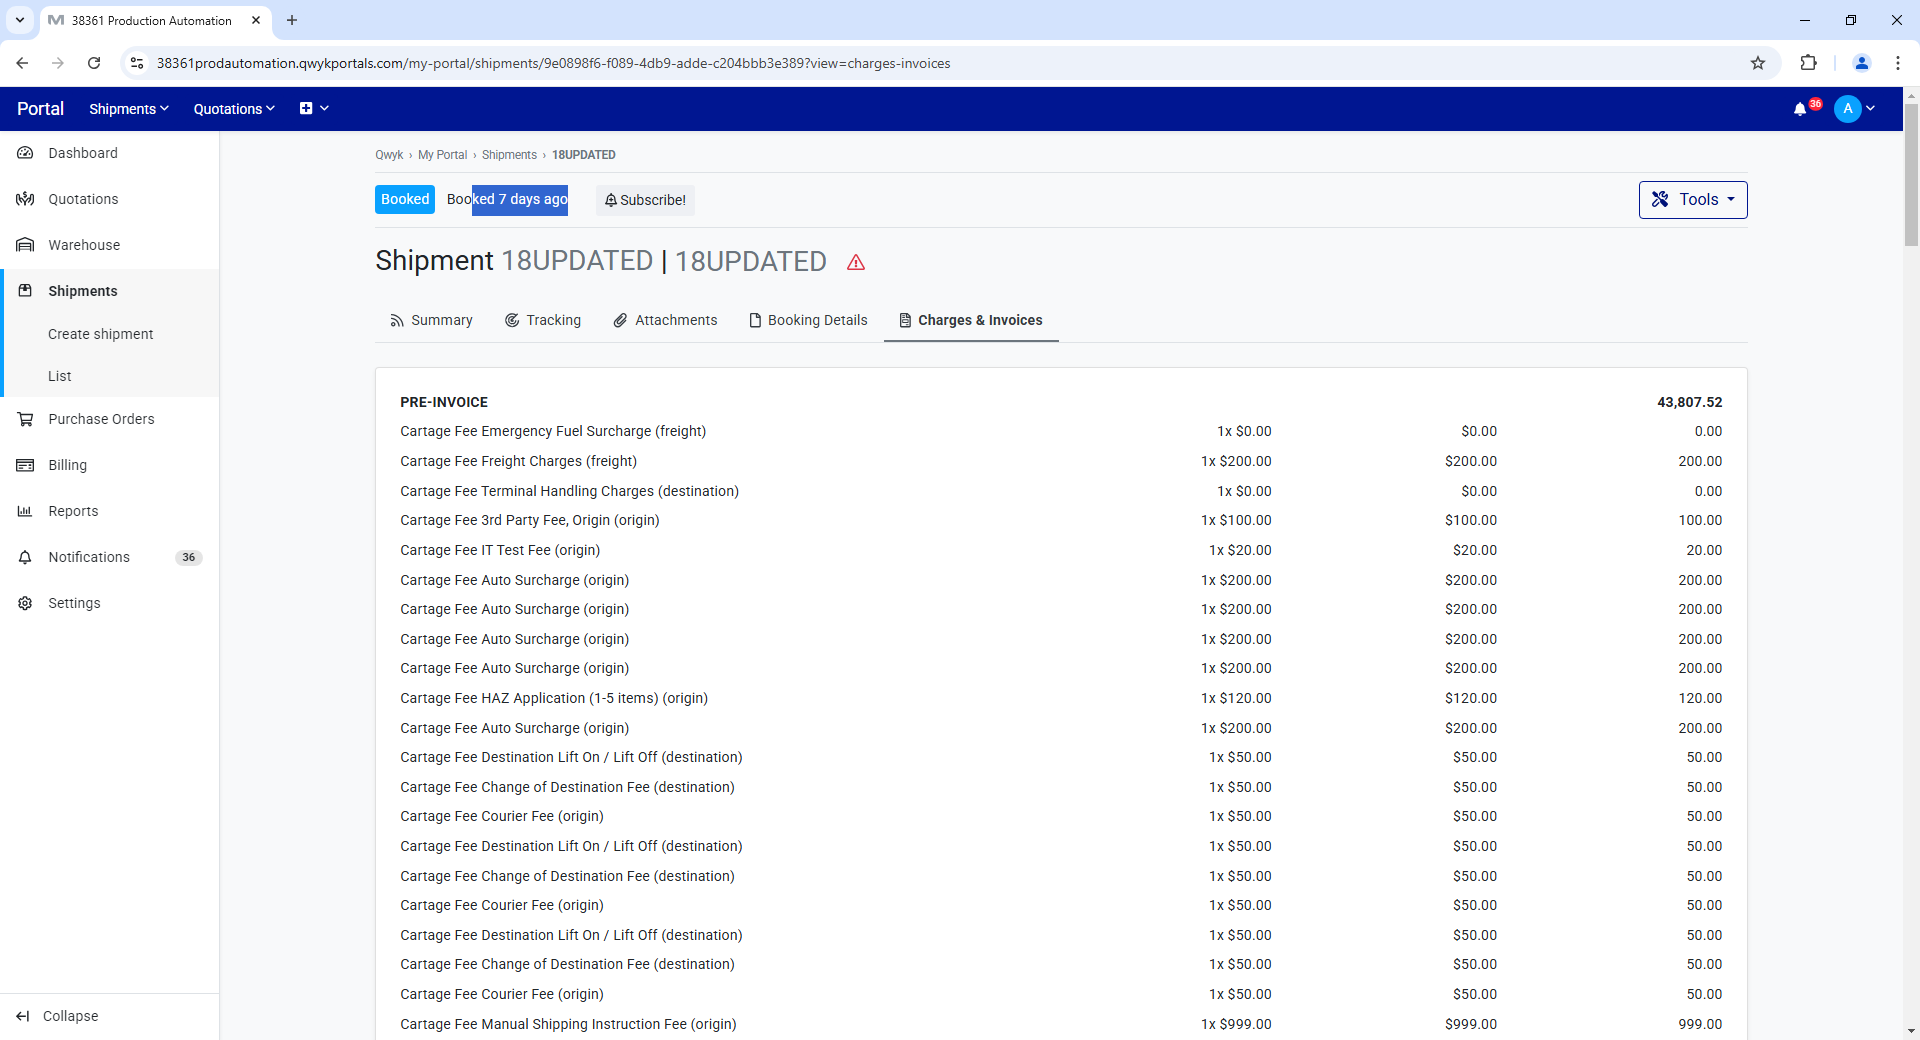 38361 Production Automation
38361prodautomation.qwykportals.com/my-portal/shipments/9e0898f6-f089-4db9-adde-c204bbb3e389?view=charges-invoices
Portal Shipments Quotations 36 A
Dashboard
Quotations
Warehouse
Shipments
Create shipment
List
Purchase Orders
Billing
Reports
Notifications 36
Settings
Collapse
Qwyk › My Portal › Shipments › 18UPDATED
Booked Booked 7 days ago Subscribe! Tools
Shipment 18UPDATED | 18UPDATED
Summary Tracking Attachments Booking Details Charges & Invoices
PRE-INVOICE 43,807.52
Cartage Fee Emergency Fuel Surcharge (freight) 1x $0.00 $0.00 0.00
Cartage Fee Freight Charges (freight) 1x $200.00 $200.00 200.00
Cartage Fee Terminal Handling Charges (destination) 1x $0.00 $0.00 0.00
Cartage Fee 3rd Party Fee, Origin (origin) 1x $100.00 $100.00 100.00
Cartage Fee IT Test Fee (origin) 1x $20.00 $20.00 20.00
Cartage Fee Auto Surcharge (origin) 1x $200.00 $200.00 200.00
Cartage Fee Auto Surcharge (origin) 1x $200.00 $200.00 200.00
Cartage Fee Auto Surcharge (origin) 1x $200.00 $200.00 200.00
Cartage Fee Auto Surcharge (origin) 1x $200.00 $200.00 200.00
Cartage Fee HAZ Application (1-5 items) (origin) 1x $120.00 $120.00 120.00
Cartage Fee Auto Surcharge (origin) 1x $200.00 $200.00 200.00
Cartage Fee Destination Lift On / Lift Off (destination) 1x $50.00 $50.00 50.00
Cartage Fee Change of Destination Fee (destination) 1x $50.00 $50.00 50.00
Cartage Fee Courier Fee (origin) 1x $50.00 $50.00 50.00
Cartage Fee Destination Lift On / Lift Off (destination) 1x $50.00 $50.00 50.00
Cartage Fee Change of Destination Fee (destination) 1x $50.00 $50.00 50.00
Cartage Fee Courier Fee (origin) 1x $50.00 $50.00 50.00
Cartage Fee Destination Lift On / Lift Off (destination) 1x $50.00 $50.00 50.00
Cartage Fee Change of Destination Fee (destination) 1x $50.00 $50.00 50.00
Cartage Fee Courier Fee (origin) 1x $50.00 $50.00 50.00
Cartage Fee Manual Shipping Instruction Fee (origin) 1x $999.00 $999.00 999.00